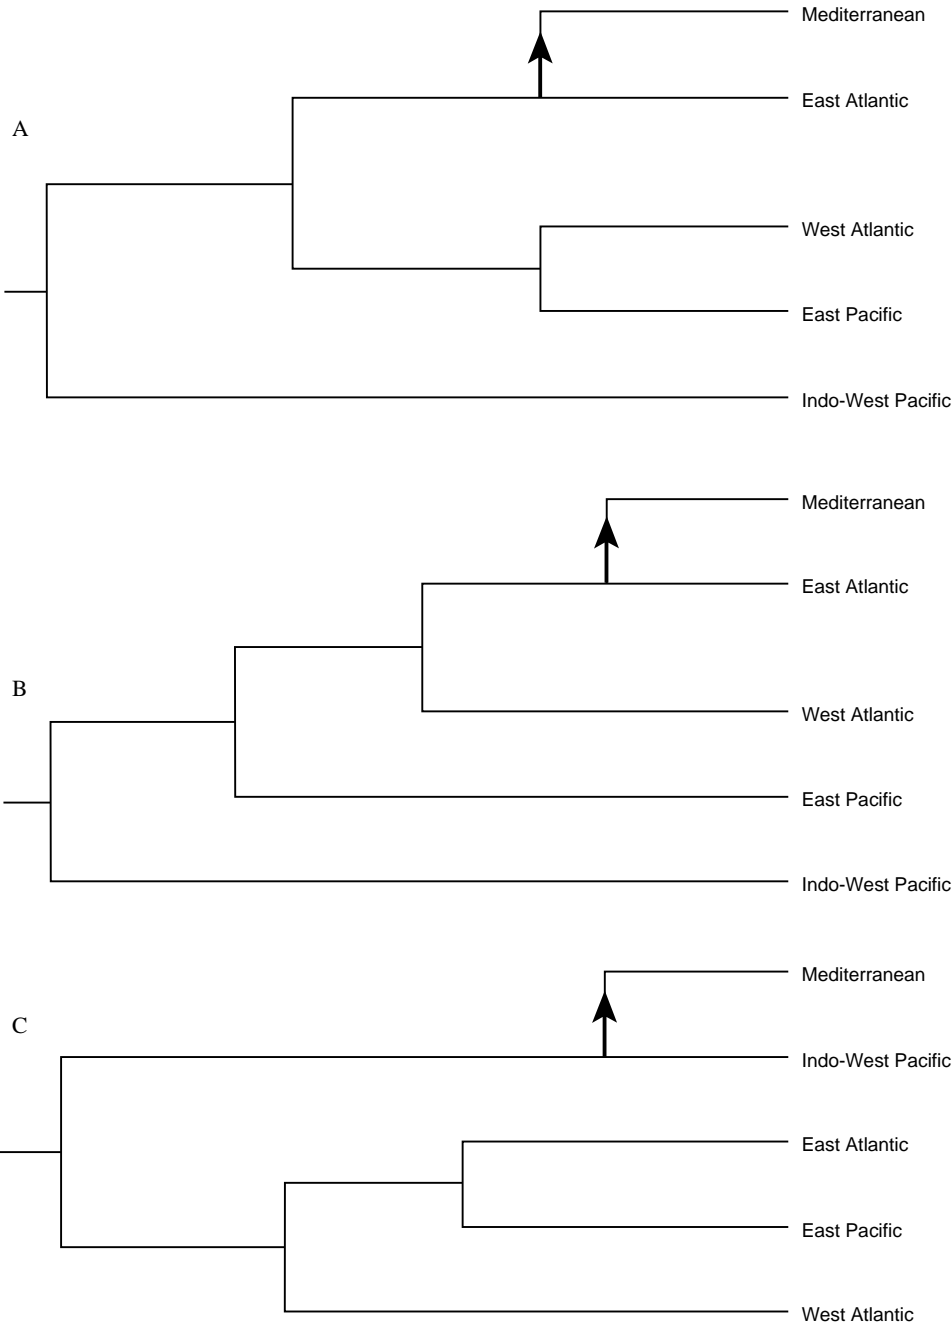 Mediterranean
East Atlantic
A
West Atlantic
East Pacific
Indo-West Pacific
Mediterranean
East Atlantic
B
West Atlantic
East Pacific
Indo-West Pacific
Mediterranean
C
Indo-West Pacific
East Atlantic
East Pacific
West Atlantic